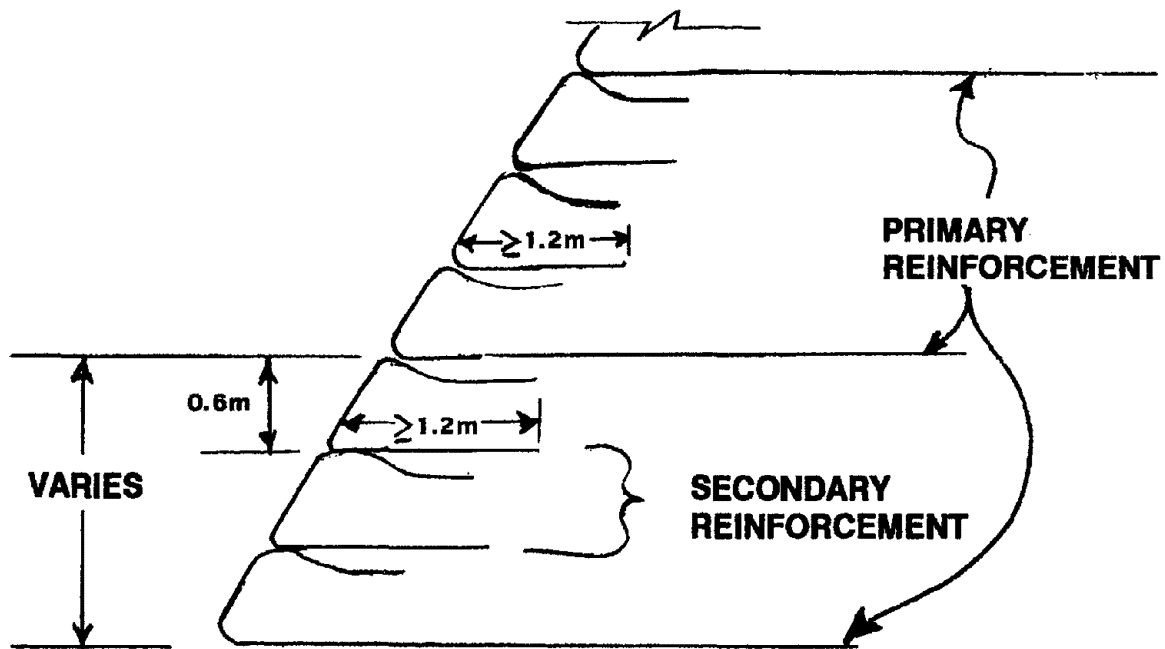 ≥1.2m
PRIMARY
REINFORCEMENT
0.6m
≥1.2m
VARIES
SECONDARY
REINFORCEMENT